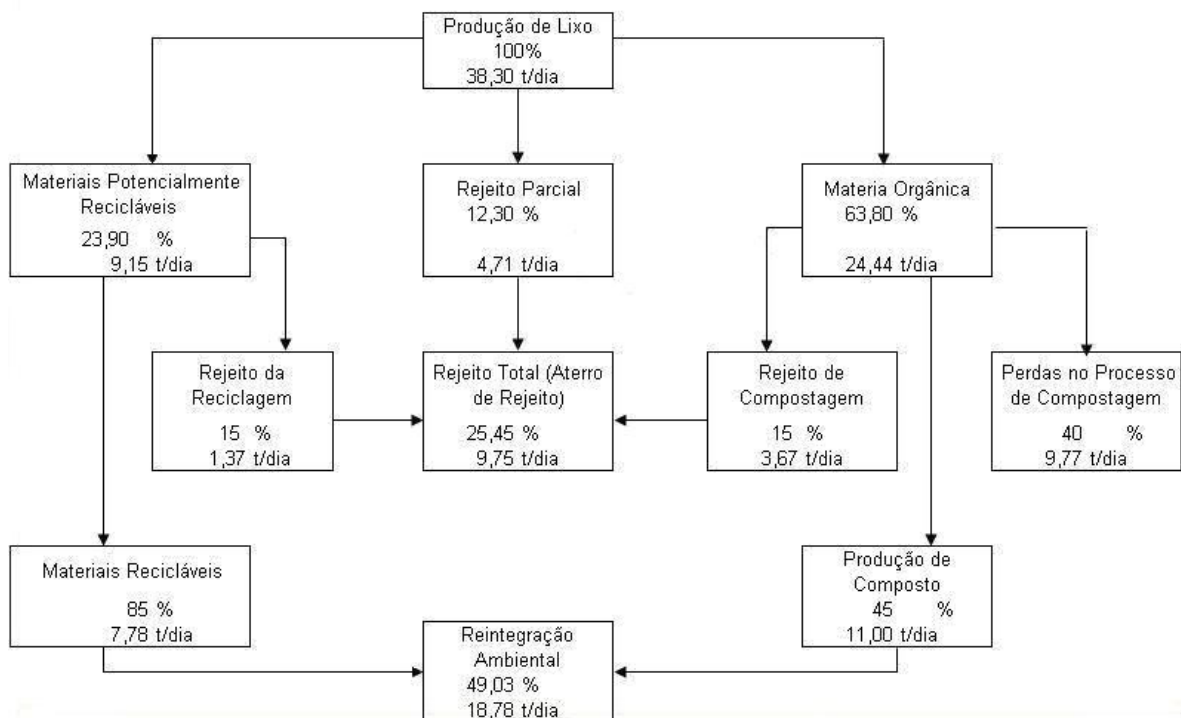 Produção de Lixo
100%
38,30 t/dia
Materiais Potencialmente
Recicláveis
23,90 %
9,15 t/dia
Rejeito Parcial
12,30 %
4,71 t/dia
Materia Orgânica
63,80 %
24,44 t/dia
Rejeito da
Reciclagem
15 %
1,37 t/dia
Rejeito Total (Aterro
de Rejeito)
25,45 %
9,75 t/dia
Rejeito de
Compostagem
15 %
3,67 t/dia
Perdas no Processo
de Compostagem
40 %
9,77 t/dia
Materiais Recicláveis
85 %
7,78 t/dia
Produção de
Composto
45 %
11,00 t/dia
Reintegração
Ambiental
49,03 %
18,78 t/dia